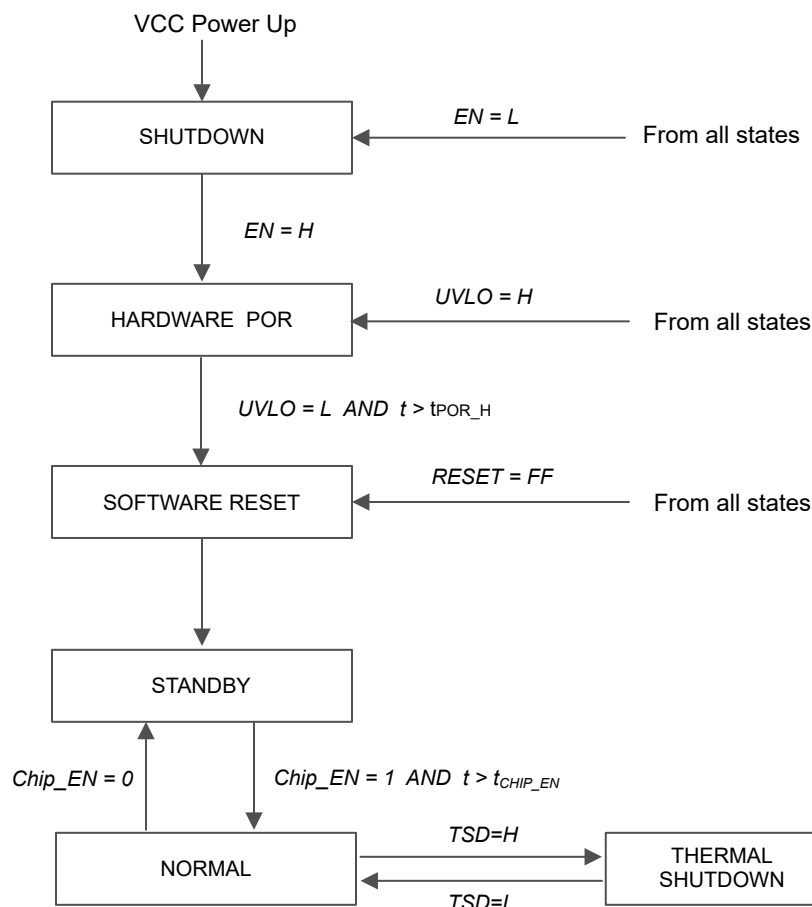 VCC Power Up
EN = L
From all states
SHUTDOWN
EN = H
UVLO = H
From all states
HARDWARE POR
UVLO = L AND t > tPOR_H
RESET = FF
From all states
SOFTWARE RESET
STANDBY
Chip_EN = 0
Chip_EN = 1 AND t > tCHIP_EN
NORMAL
TSD=H
THERMAL
SHUTDOWN
TSD=L